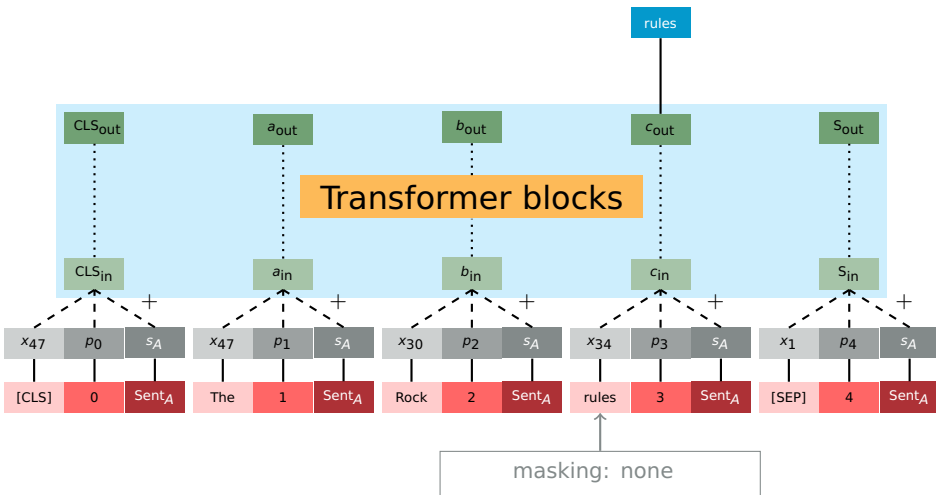 rules
CLSout aout bout cout Sout
Transformer blocks
CLSin ain bin cin Sin
+ + + + +
x47 p0 sA x47 p1 sA x30 p2 sA x34 p3 sA x1 p4 sA
[CLS] 0 SentA The 1 SentA Rock 2 SentA rules 3 SentA [SEP] 4 SentA
masking: none